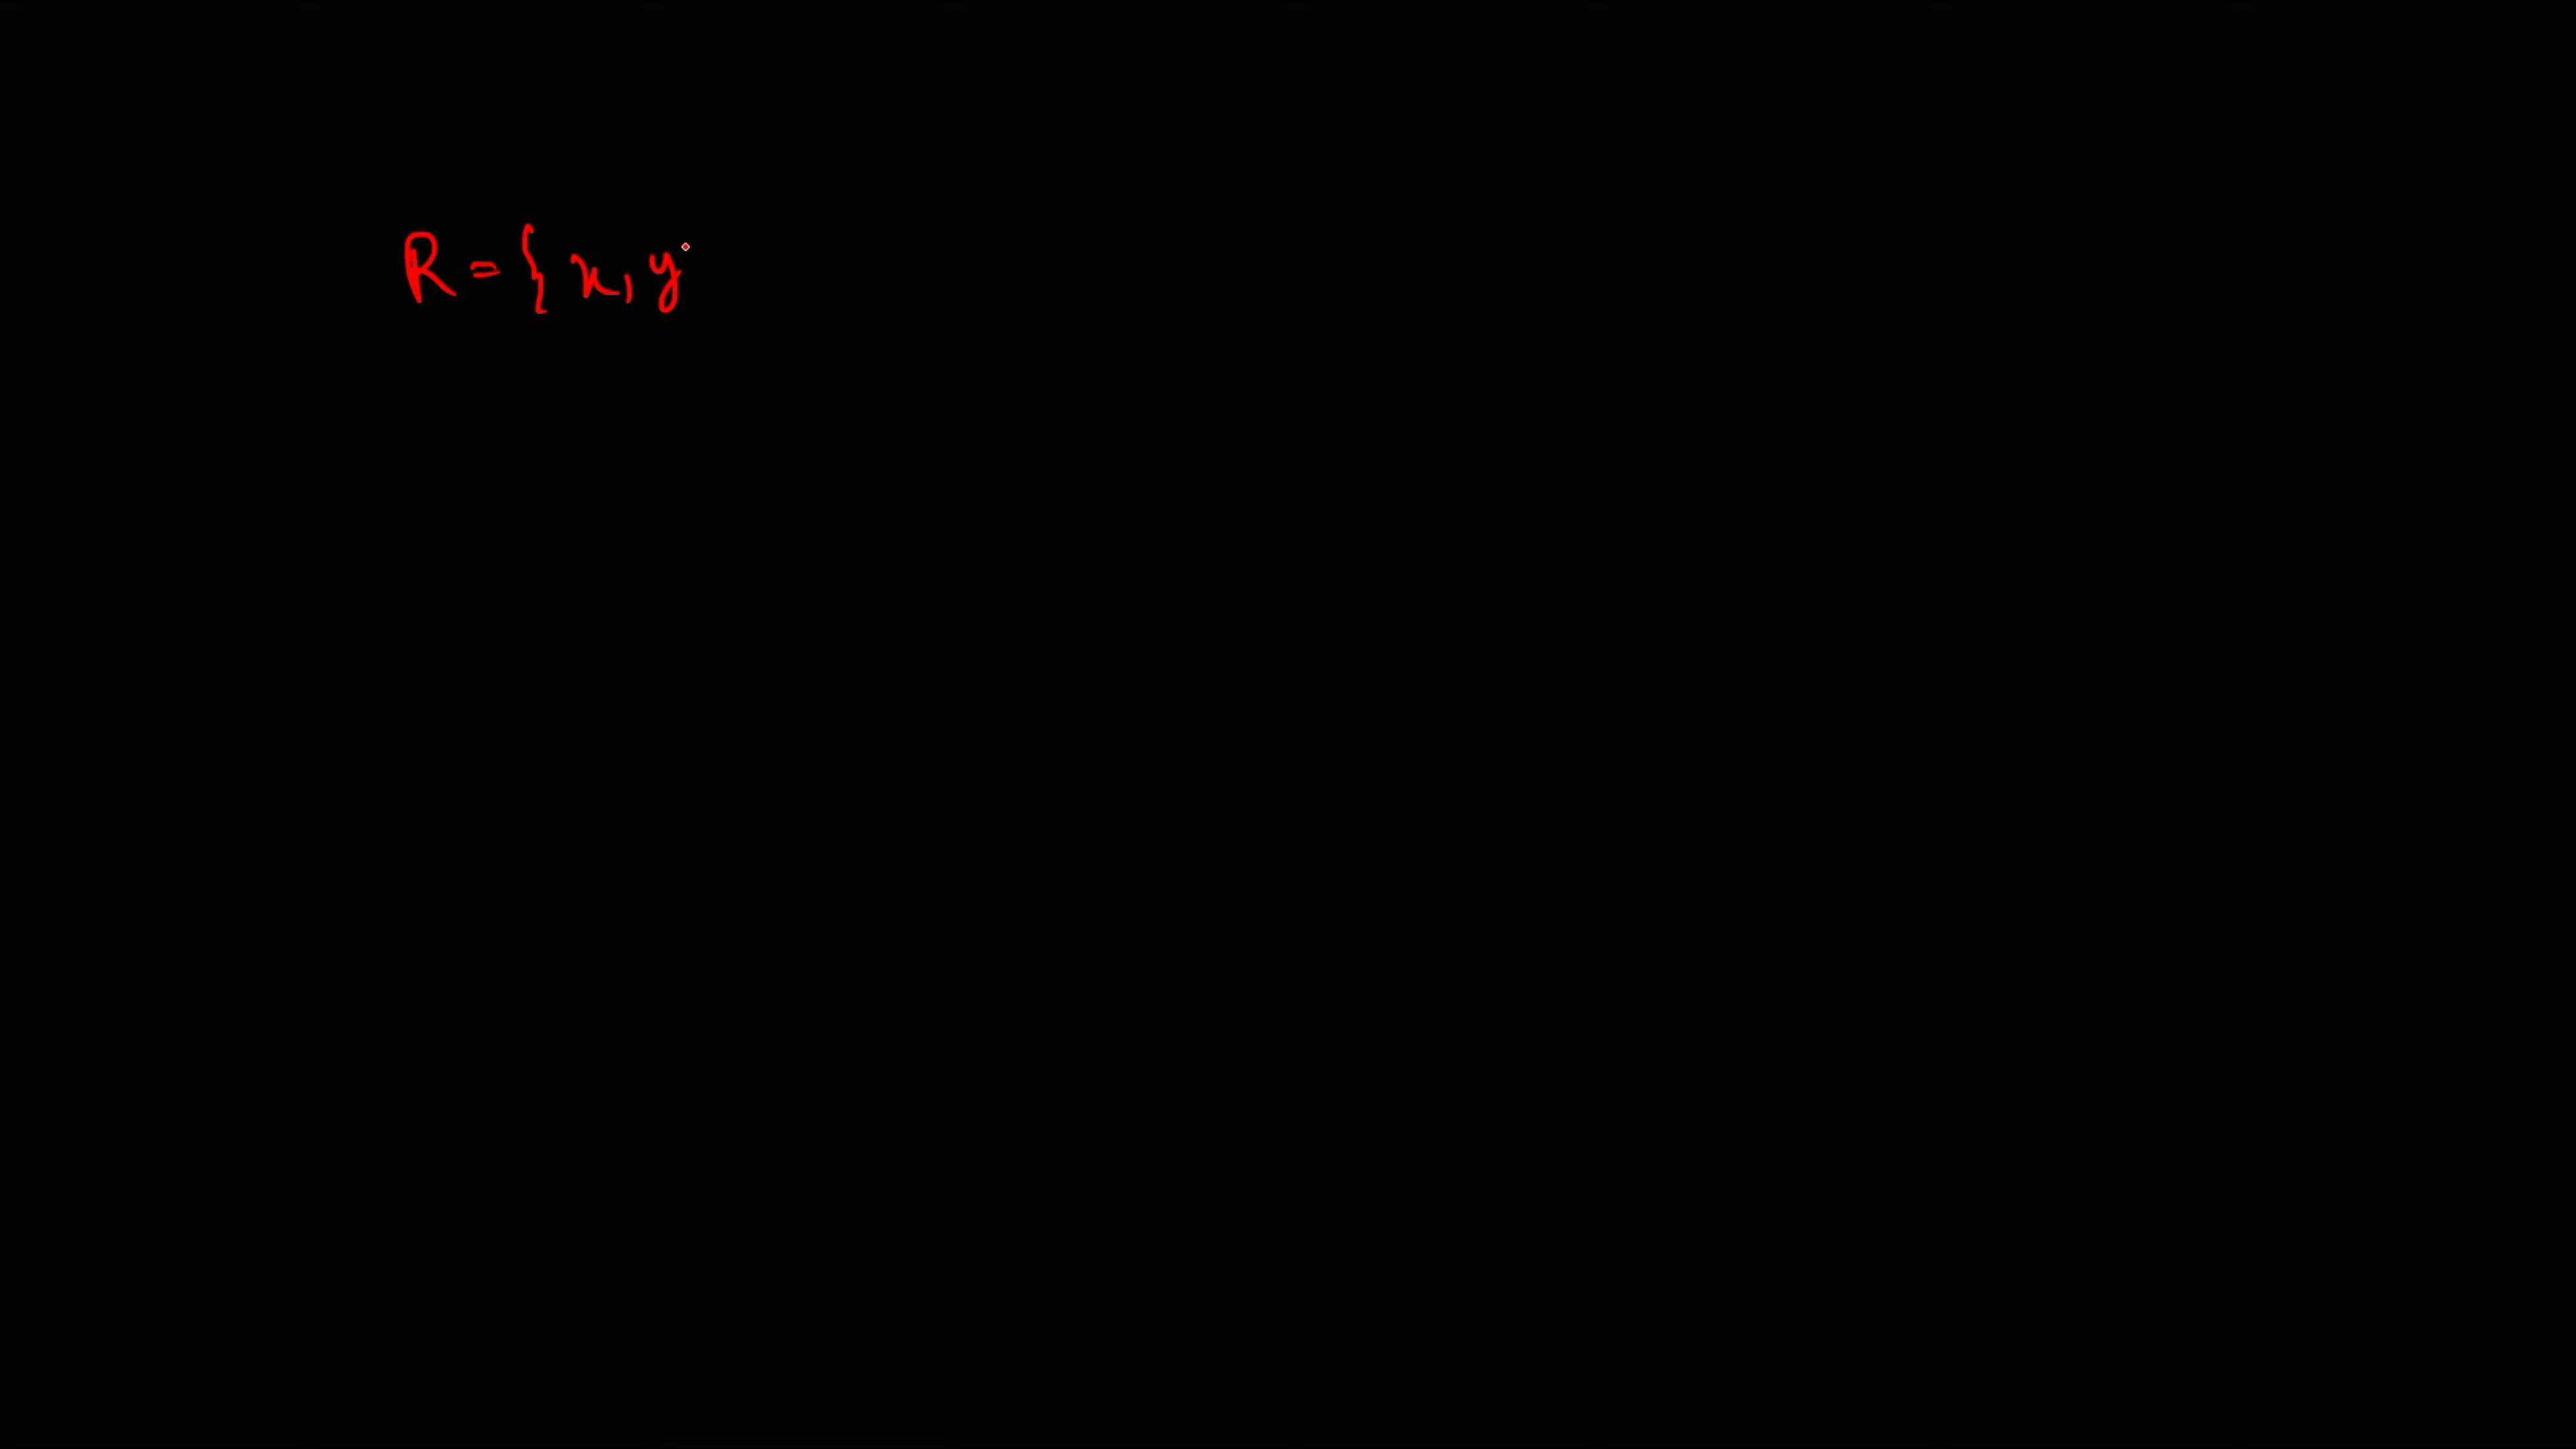 R = { x, y